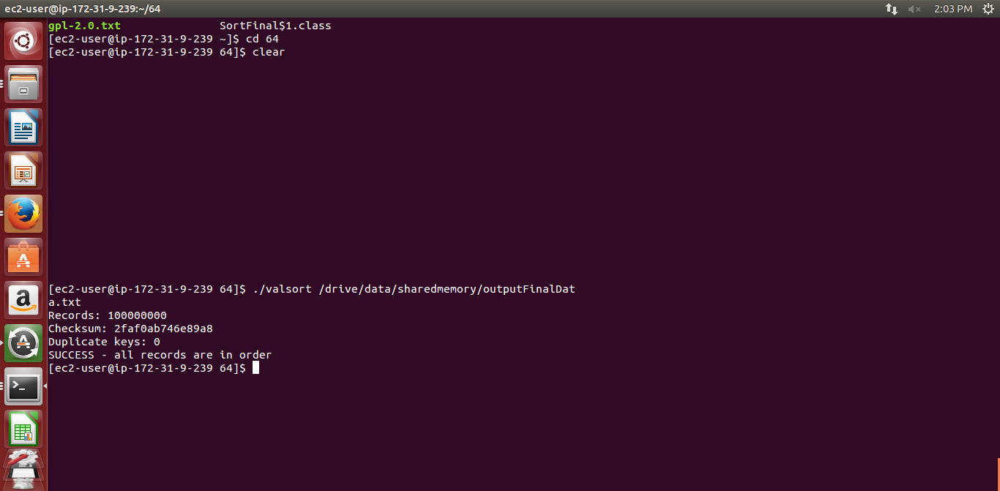 ec2-user@ip-172-31-9-239:~/64
2:03 PM
gpl-2.0.txt SortFinal$1.class
[ec2-user@ip-172-31-9-239 ~]$ cd 64
[ec2-user@ip-172-31-9-239 64]$ clear
[ec2-user@ip-172-31-9-239 64]$ ./valsort /drive/data/sharedmemory/outputFinalDat
a.txt
Records: 100000000
Checksum: 2faf0ab746e89a8
Duplicate keys: 0
SUCCESS - all records are in order
[ec2-user@ip-172-31-9-239 64]$